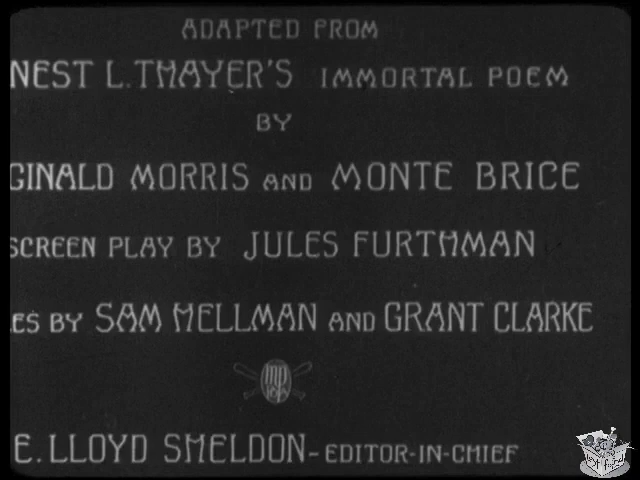 ADAPTED FROM
NEST L. THAYER'S IMMORTAL POEM
BY
GINALD MORRIS AND MONTE BRICE
SCREEN PLAY BY JULES FURTHMAN
ES BY SAM HELLMAN AND GRANT CLARKE
E. LLOYD SHELDON - EDITOR-IN-CHIEF